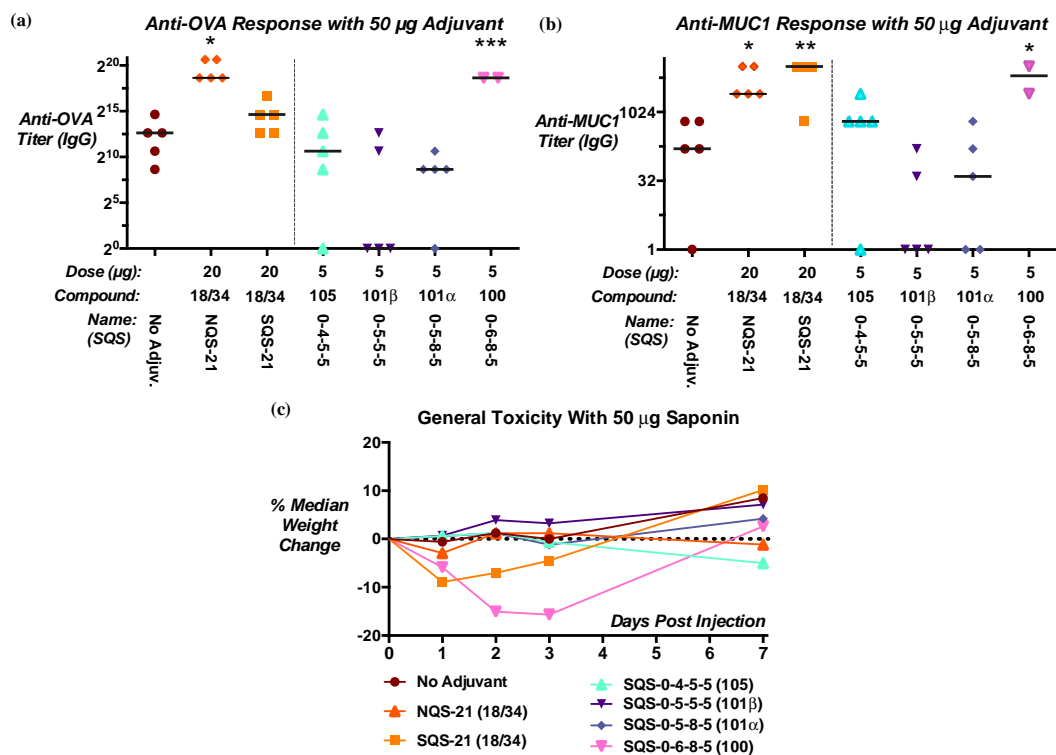 (a)
Anti-OVA Response with 50 µg Adjuvant
*
***
2^20
2^15
2^10
2^5
2^0
Anti-OVA
Titer (IgG)
Dose (µg): 20 20 5 5 5 5
Compound: 18/34 18/34 105 101β 101α 100
Name:
(SQS)
No Adjuv.
NQS-21
SQS-21
0-4-5-5
0-5-5-5
0-5-8-5
0-6-8-5
(b)
Anti-MUC1 Response with 50 µg Adjuvant
*
**
*
1024
32
1
Anti-MUC1
Titer (IgG)
Dose (µg): 20 20 5 5 5 5
Compound: 18/34 18/34 105 101β 101α 100
Name:
(SQS)
No Adjuv.
NQS-21
SQS-21
0-4-5-5
0-5-5-5
0-5-8-5
0-6-8-5
(c)
General Toxicity With 50 µg Saponin
20
10
0
-10
-20
% Median
Weight
Change
Days Post Injection
0 1 2 3 4 5 6 7
No Adjuvant
NQS-21 (18/34)
SQS-21 (18/34)
SQS-0-4-5-5 (105)
SQS-0-5-5-5 (101β)
SQS-0-5-8-5 (101α)
SQS-0-6-8-5 (100)